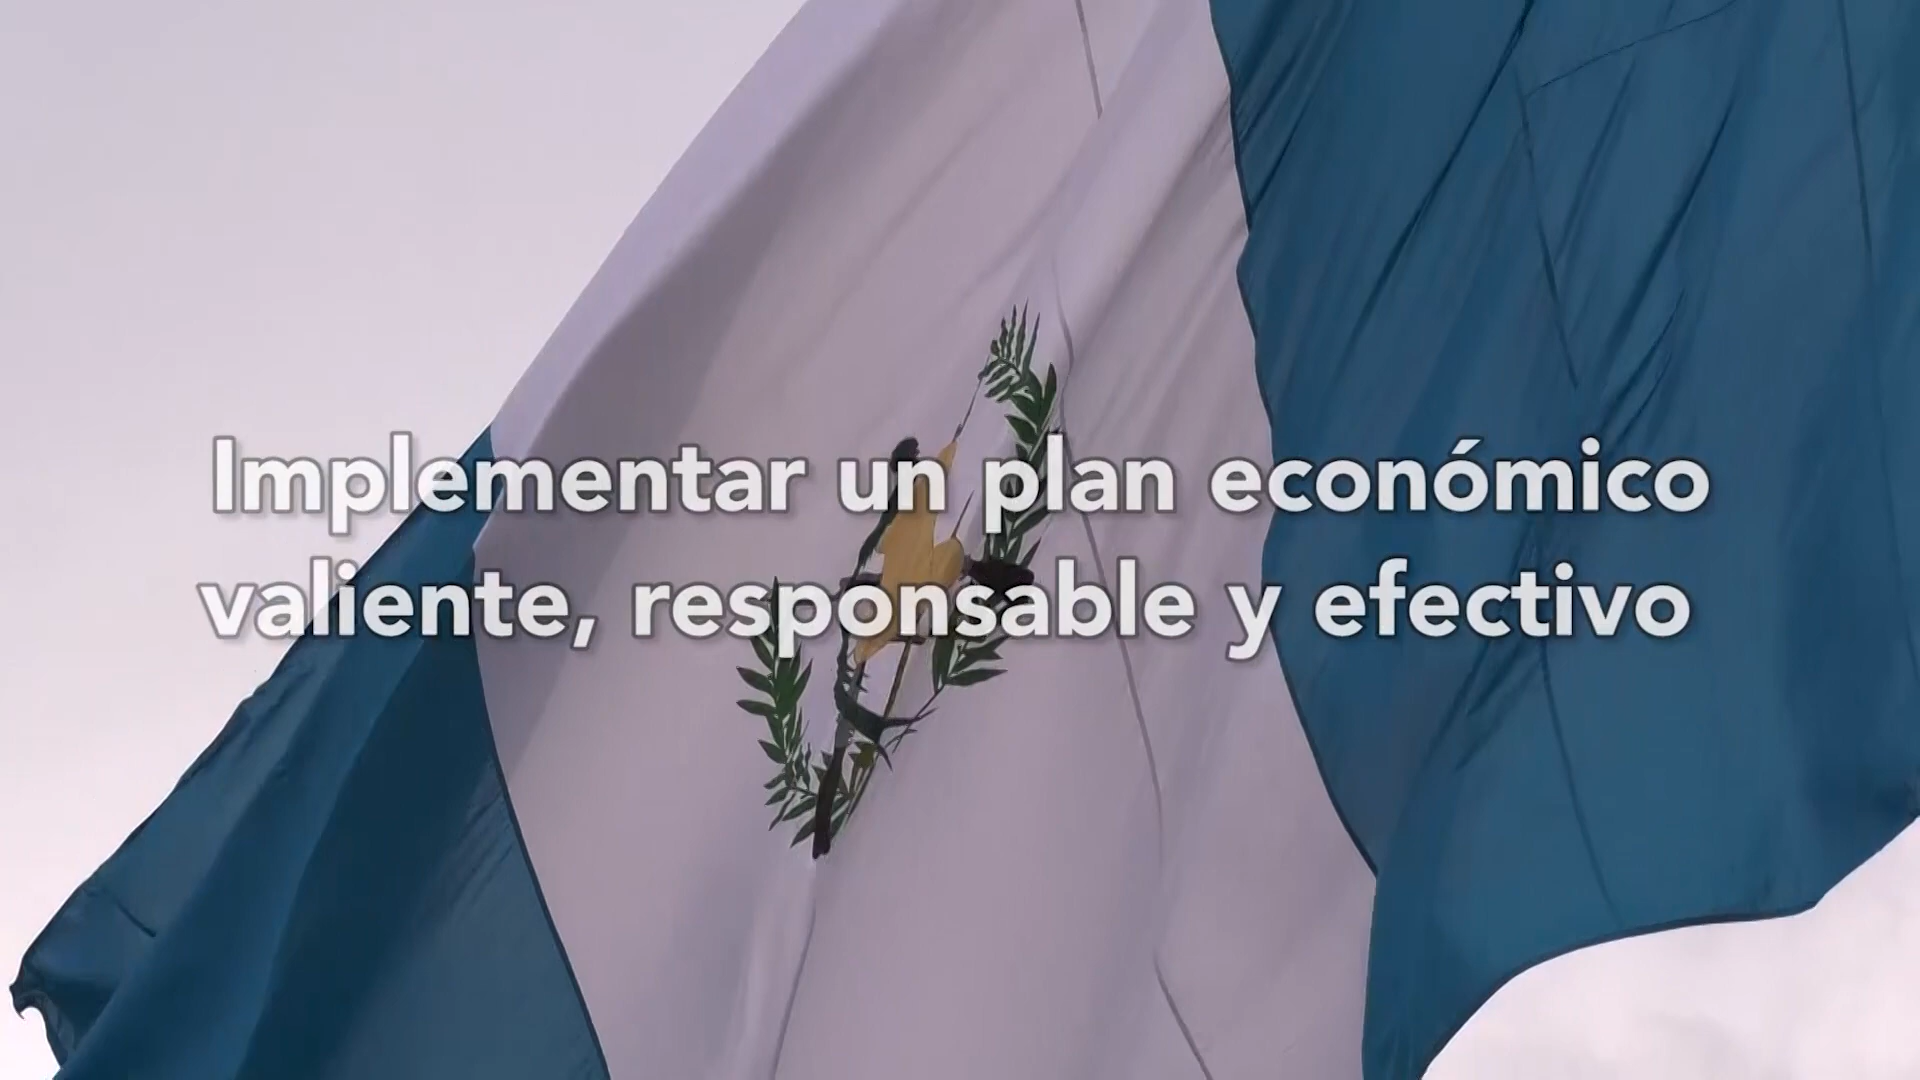 Implementar un plan económico
valiente, responsable y efectivo